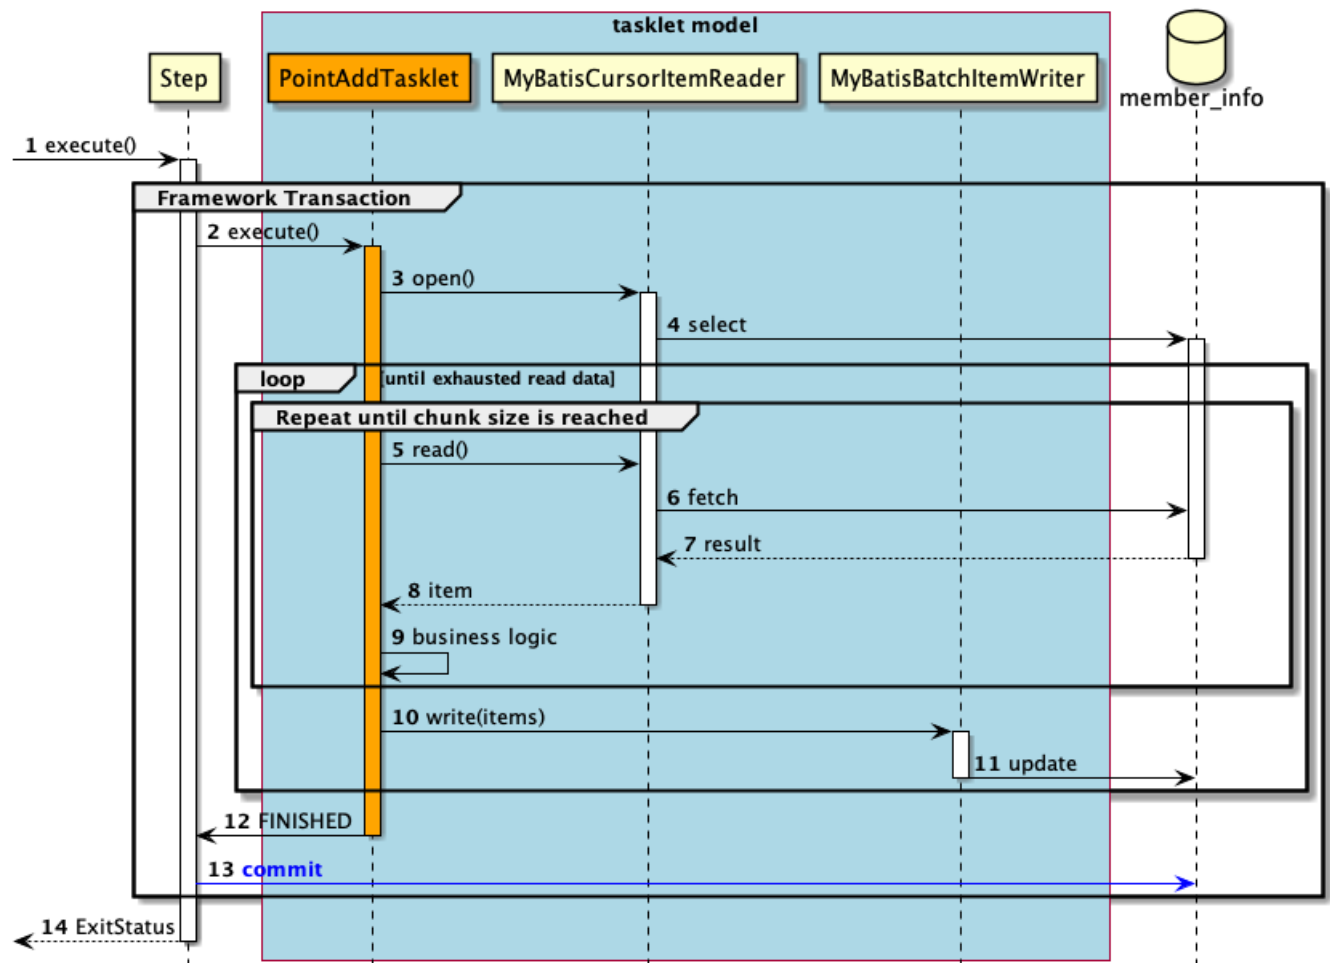 tasklet model
Step
PointAddTasklet
MyBatisCursorItemReader
MyBatisBatchItemWriter
member_info
1 execute()
Framework Transaction
2 execute()
3 open()
4 select
loop
[until exhausted read data]
Repeat until chunk size is reached
5 read()
6 fetch
7 result
8 item
9 business logic
10 write(items)
11 update
12 FINISHED
13 commit
14 ExitStatus